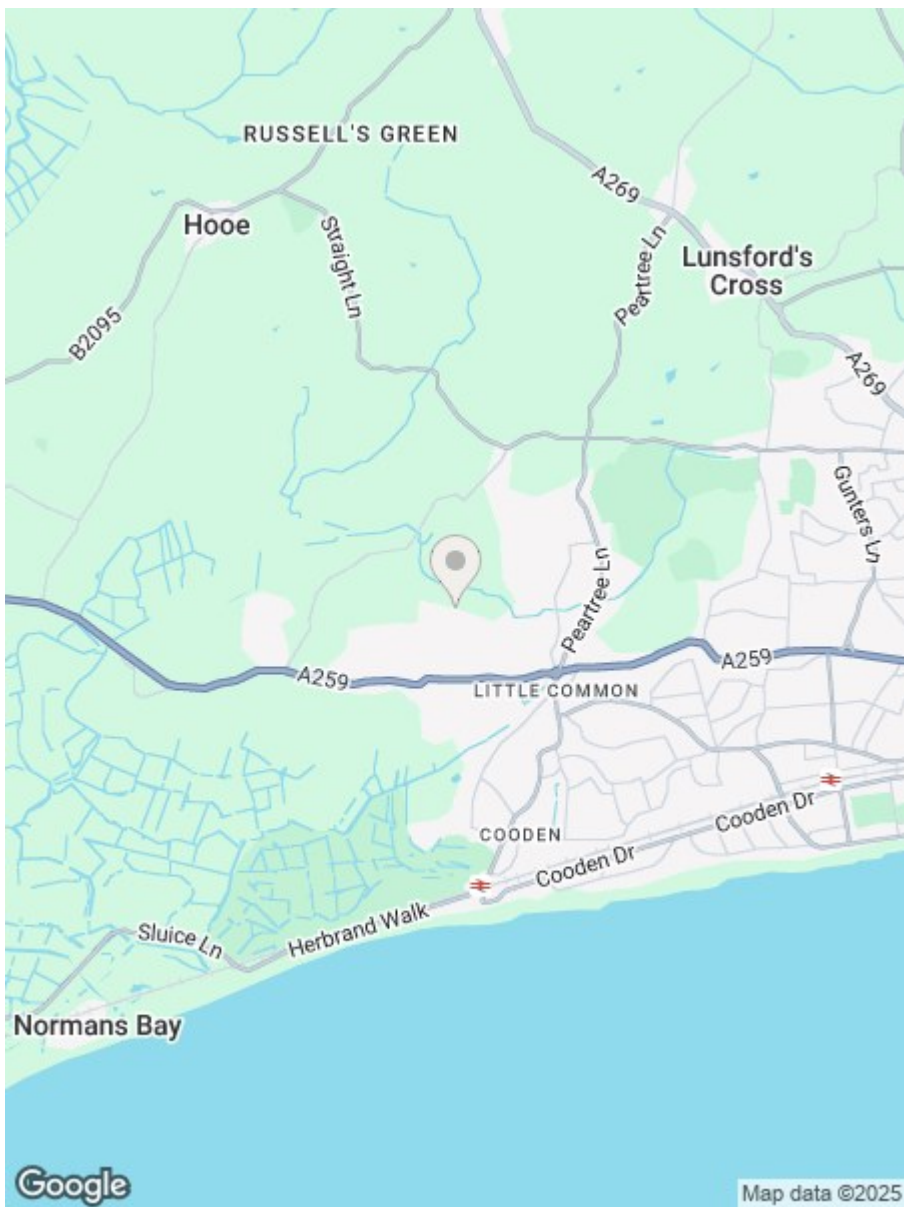 RUSSELL'S GREEN
A269
Hooe
Straight Ln
Peartree Ln
Lunsford's
Cross
B2095
A269
Gunters Ln
Peartree Ln
A259
A259
LITTLE COMMON
Cooden Dr
COODEN
Cooden Dr
Herbrand Walk
Sluice Ln
Normans Bay
Google
Map data ©2025